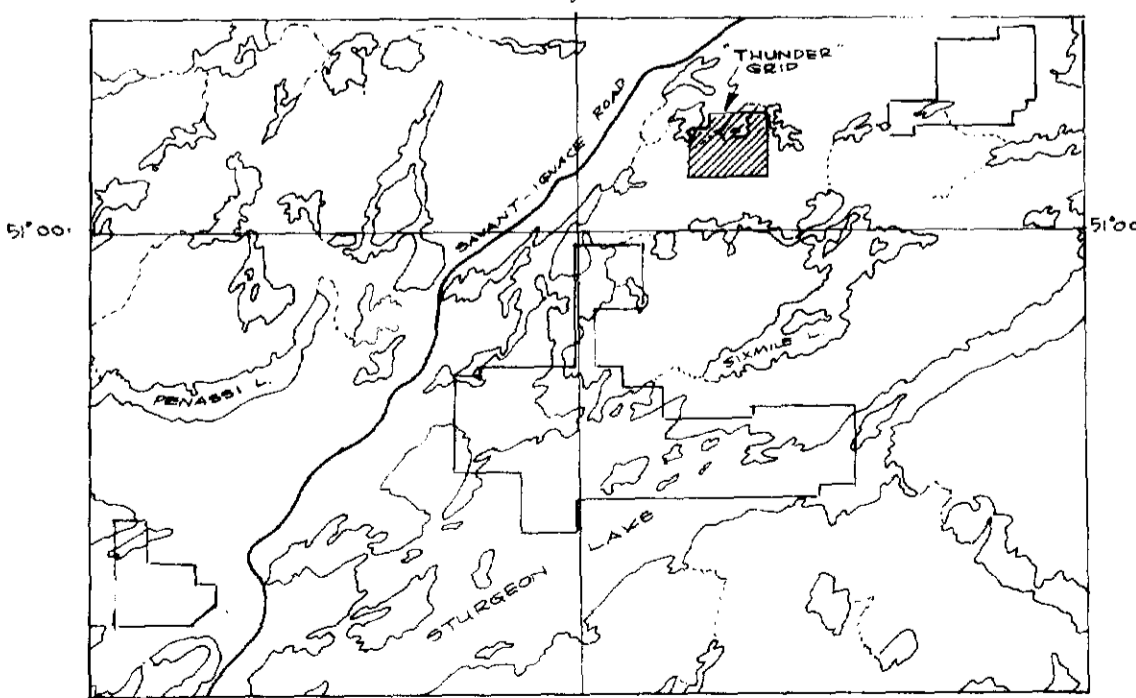 "THUNDER"
GRID
SAVANT-IGNACE ROAD
51°00'
51°00
SIXMILE L.
PENASSI L.
STURGEON LAKE